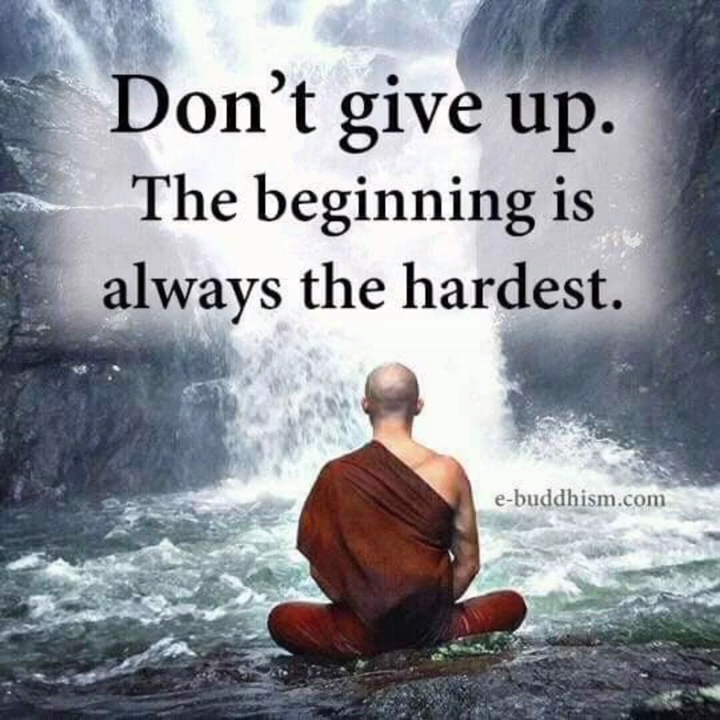 Don’t give up.
The beginning is
always the hardest.
e-buddhism.com